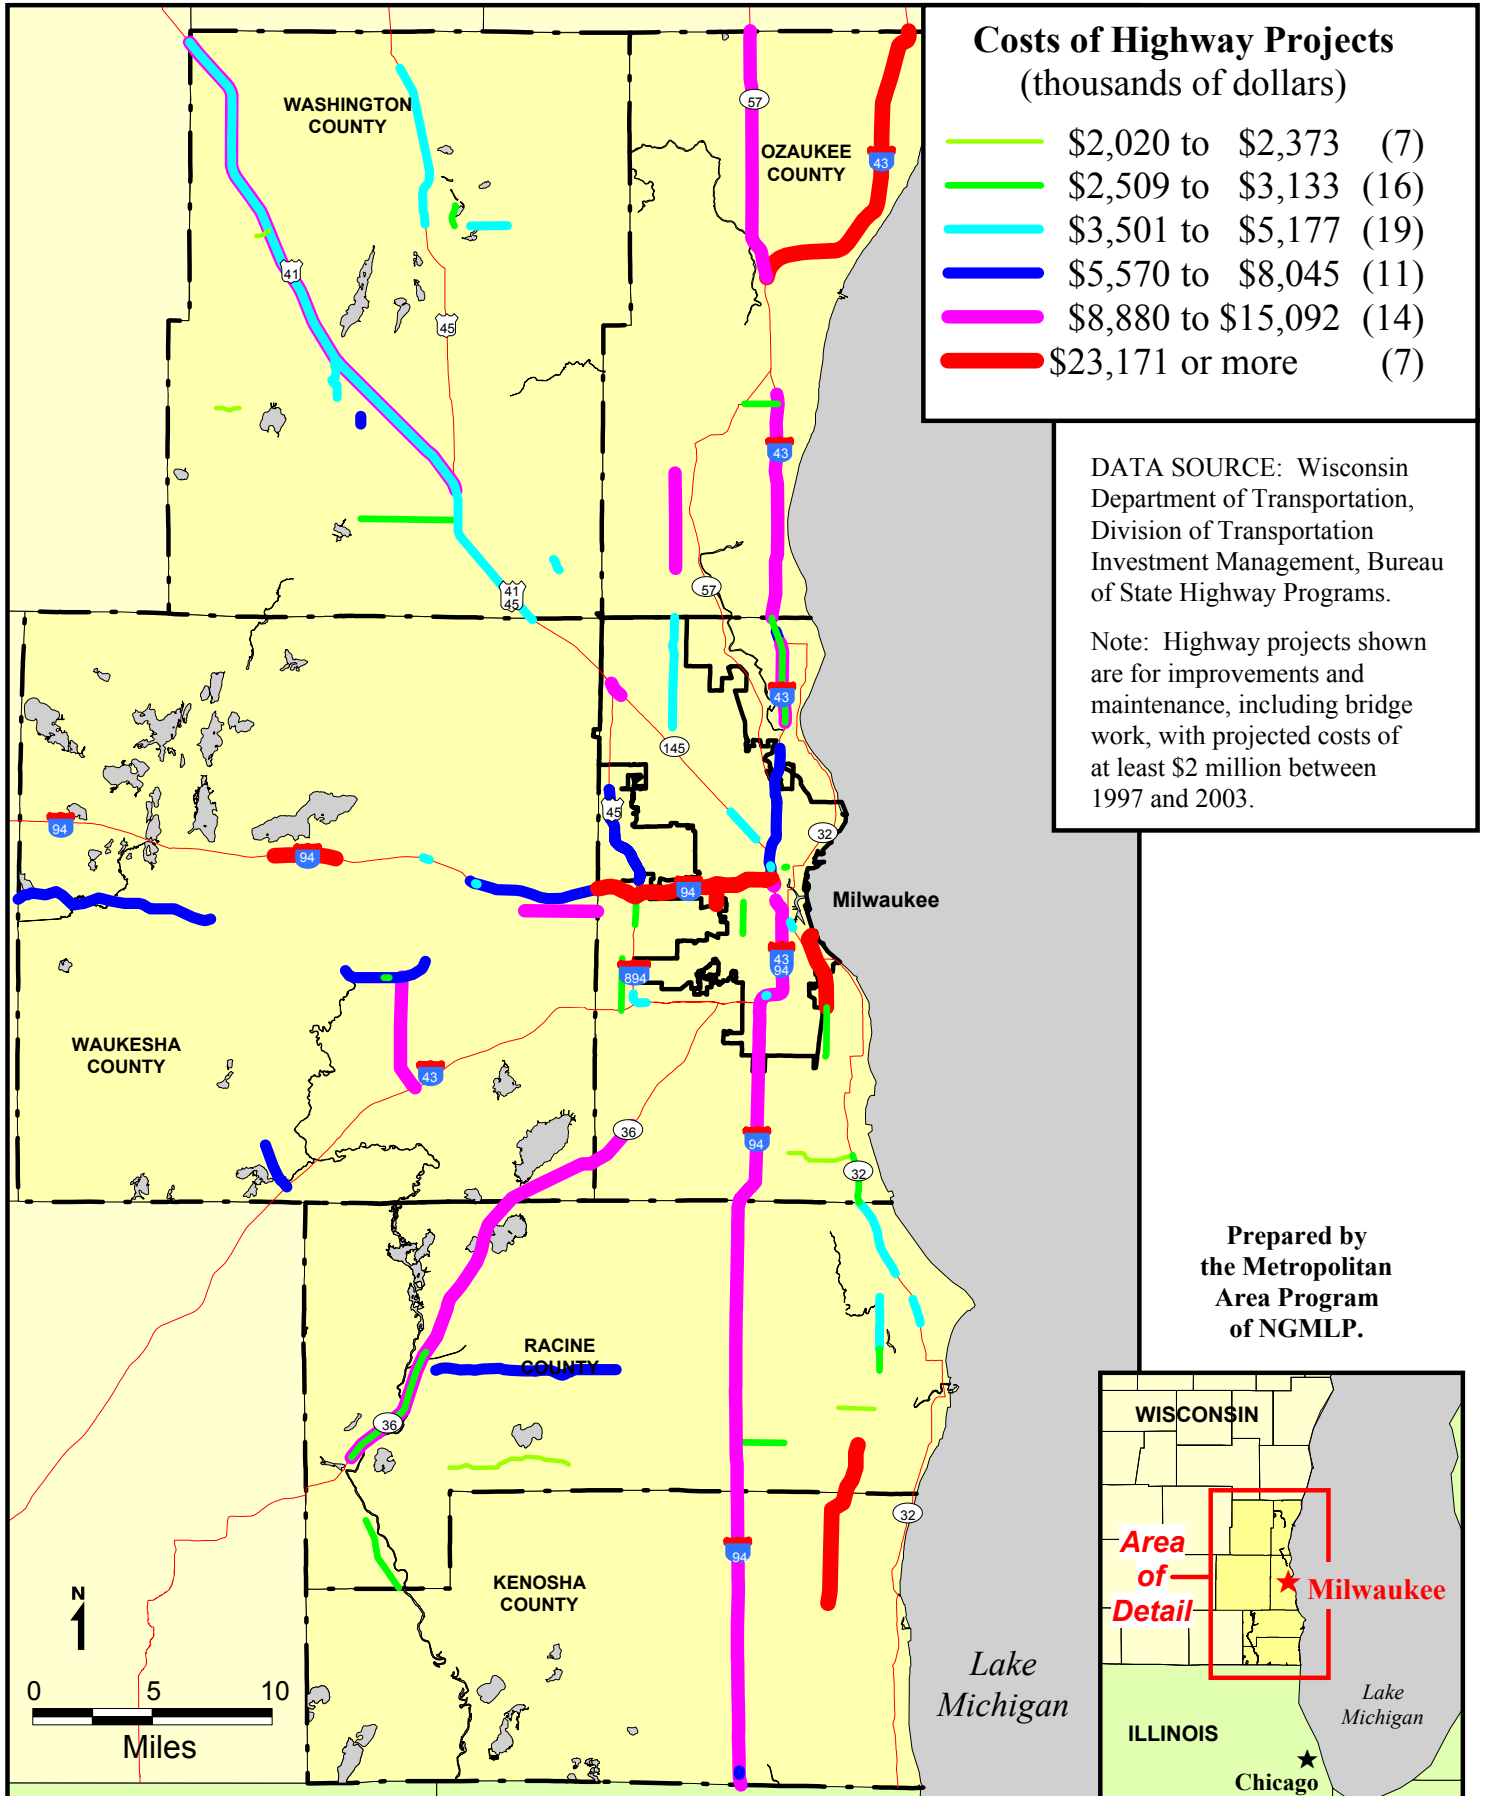 Costs of Highway Projects
(thousands of dollars)
$2,020 to $2,373 (7)
$2,509 to $3,133 (16)
$3,501 to $5,177 (19)
$5,570 to $8,045 (11)
$8,880 to $15,092 (14)
$23,171 or more (7)
DATA SOURCE: Wisconsin
Department of Transportation,
Division of Transportation
Investment Management, Bureau
of State Highway Programs.
Note: Highway projects shown
are for improvements and
maintenance, including bridge
work, with projected costs of
at least $2 million between
1997 and 2003.
WASHINGTON
COUNTY
57
OZAUKEE
COUNTY
43
41
45
43
41
45
57
43
145
45
32
94
94
94
Milwaukee
43
94
894
WAUKESHA
COUNTY
43
36
94
32
RACINE
COUNTY
36
32
94
KENOSHA
COUNTY
N
0 5 10
Miles
Lake
Michigan
Prepared by
the Metropolitan
Area Program
of NGMLP.
WISCONSIN
Area
of
Detail
Milwaukee
Lake
Michigan
ILLINOIS
Chicago